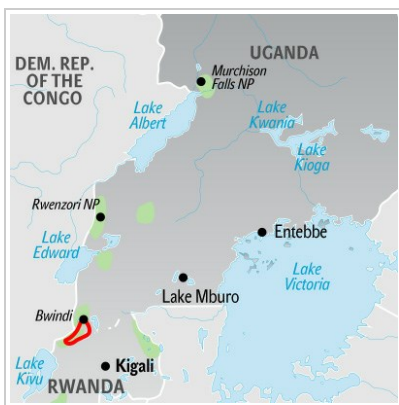 UGANDA
DEM. REP.
OF THE
CONGO
Murchison
Falls NP
Lake
Albert
Lake
Kwania
Lake
Kioga
Rwenzori NP
Lake
Edward
Entebbe
Lake
Victoria
Lake Mburo
Bwindi
Lake
Kivu
Kigali
RWANDA